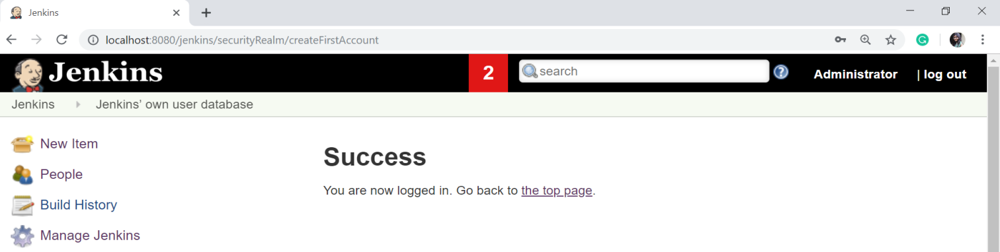 Jenkins
localhost:8080/jenkins/securityRealm/createFirstAccount
Jenkins 2 search ? Administrator | log out
Jenkins Jenkins' own user database
New Item
Success
People
You are now logged in. Go back to the top page.
Build History
Manage Jenkins